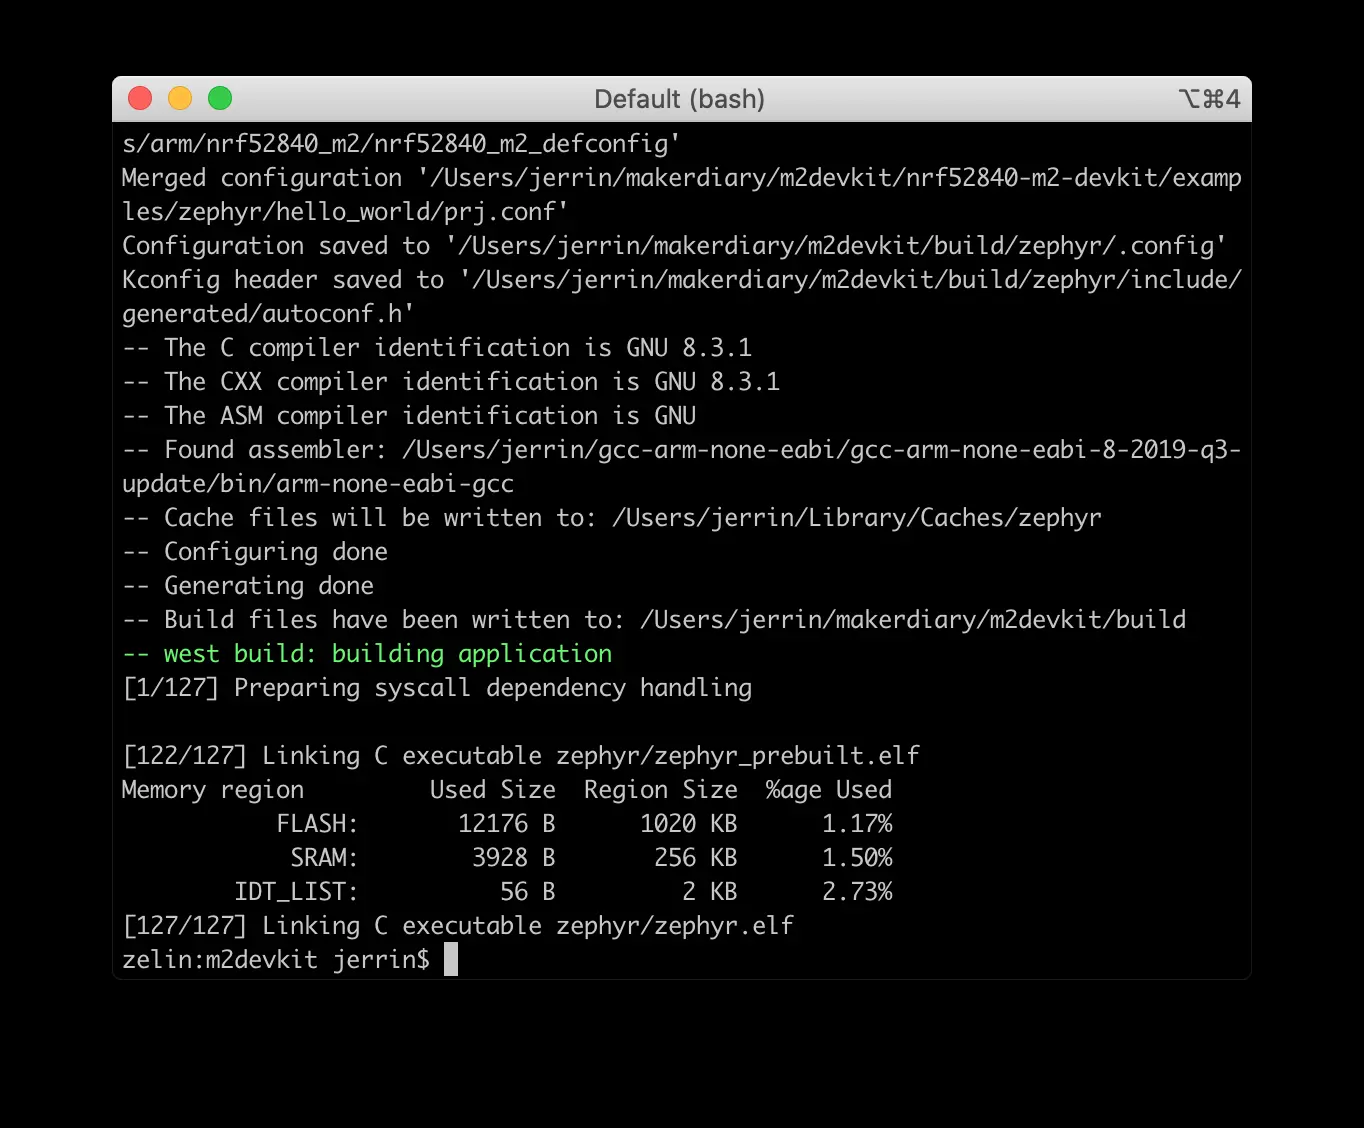 Default (bash)
⌥⌘4
s/arm/nrf52840_m2/nrf52840_m2_defconfig'
Merged configuration '/Users/jerrin/makerdiary/m2devkit/nrf52840-m2-devkit/examp
les/zephyr/hello_world/prj.conf'
Configuration saved to '/Users/jerrin/makerdiary/m2devkit/build/zephyr/.config'
Kconfig header saved to '/Users/jerrin/makerdiary/m2devkit/build/zephyr/include/
generated/autoconf.h'
-- The C compiler identification is GNU 8.3.1
-- The CXX compiler identification is GNU 8.3.1
-- The ASM compiler identification is GNU
-- Found assembler: /Users/jerrin/gcc-arm-none-eabi/gcc-arm-none-eabi-8-2019-q3-
update/bin/arm-none-eabi-gcc
-- Cache files will be written to: /Users/jerrin/Library/Caches/zephyr
-- Configuring done
-- Generating done
-- Build files have been written to: /Users/jerrin/makerdiary/m2devkit/build
-- west build: building application
[1/127] Preparing syscall dependency handling
[122/127] Linking C executable zephyr/zephyr_prebuilt.elf
Memory region         Used Size  Region Size  %age Used
           FLASH:       12176 B      1020 KB      1.17%
            SRAM:        3928 B       256 KB      1.50%
        IDT_LIST:          56 B         2 KB      2.73%
[127/127] Linking C executable zephyr/zephyr.elf
zelin:m2devkit jerrin$